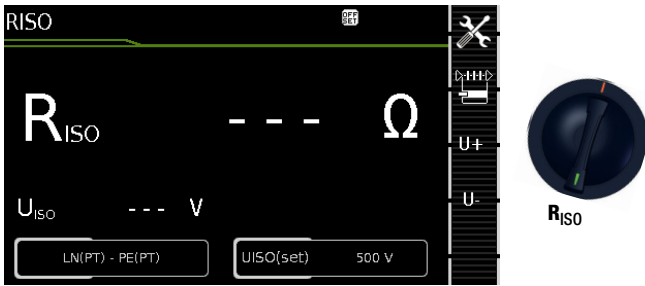 RISO
OFF
SET
RISO --- Ω
U+
UISO --- V
U-
LN(PT) - PE(PT)
UISO(set) 500 V
RISO